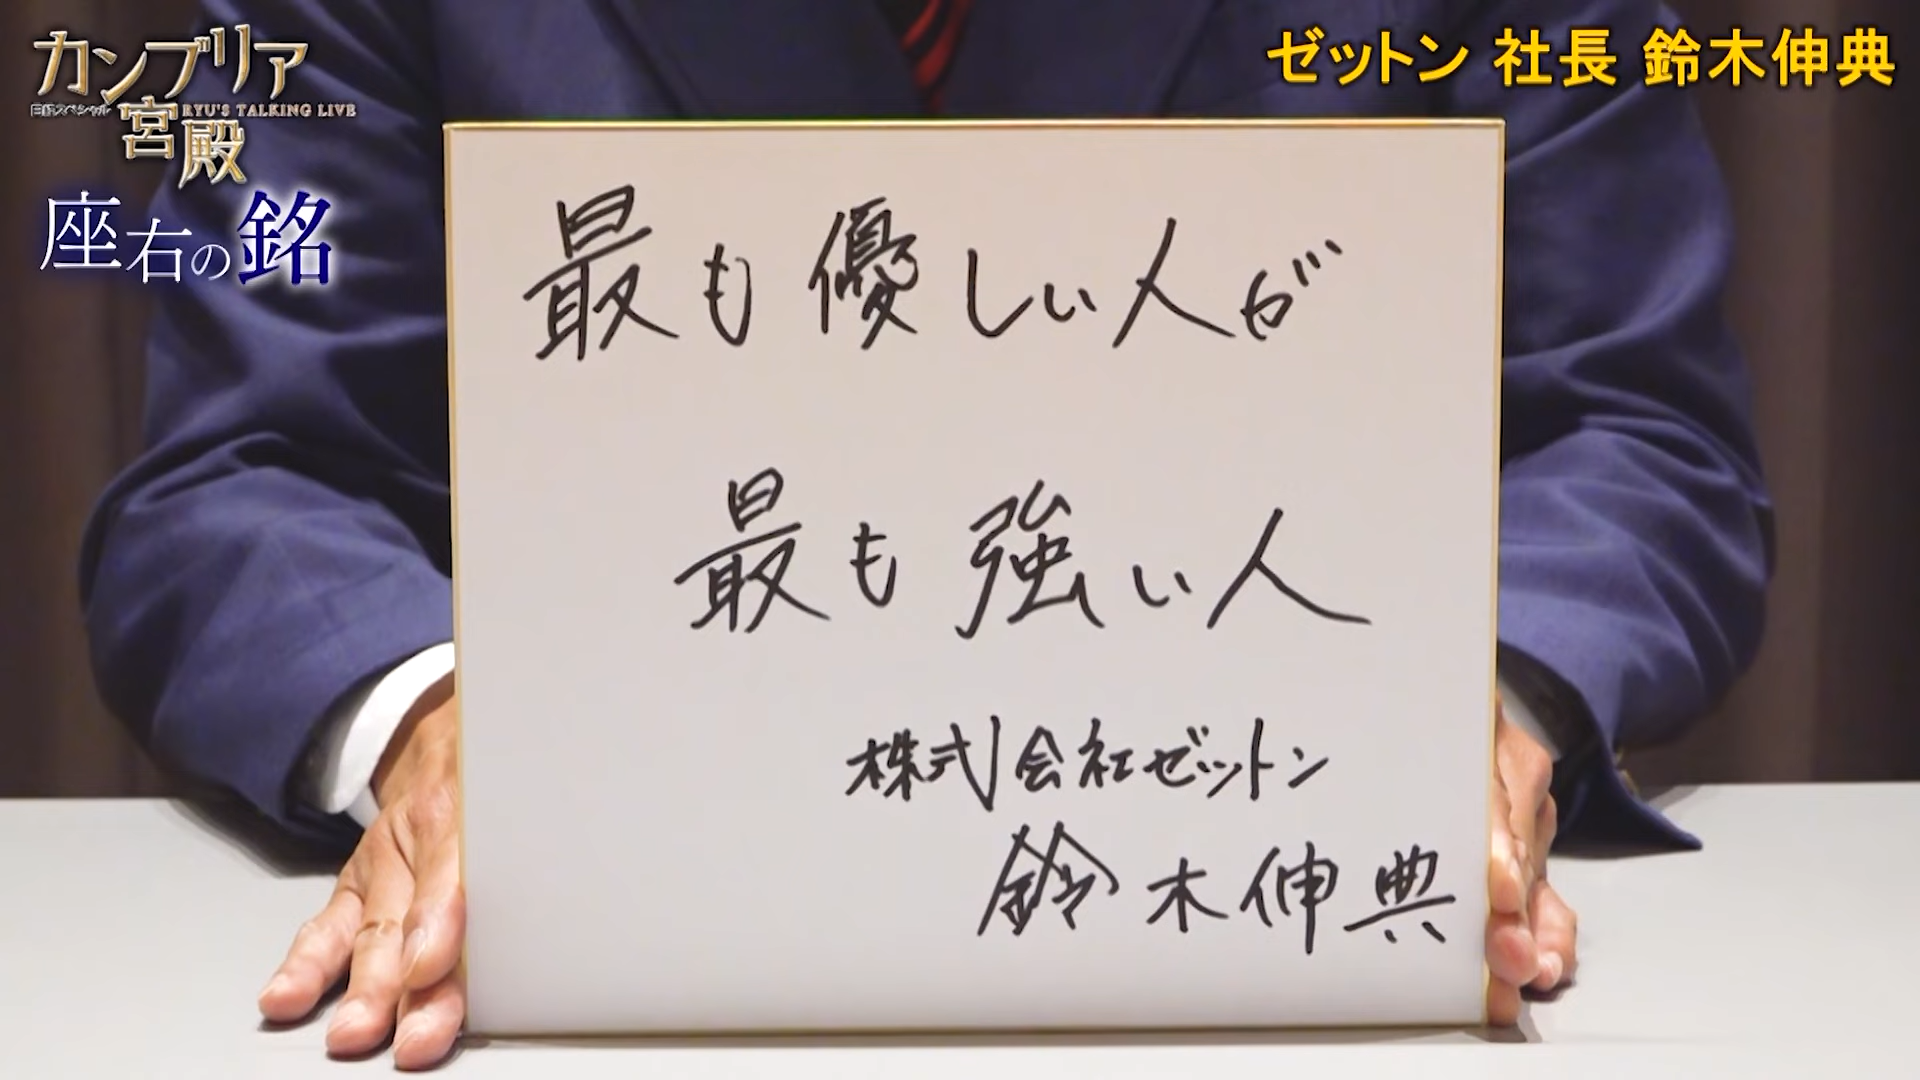 カンブリア
日経スペシャル
宮殿
RYU'S TALKING LIVE
座右の銘
ゼットン 社長 鈴木伸典
最も優しい人が
最も強い人
株式会社ゼットン
鈴木伸典